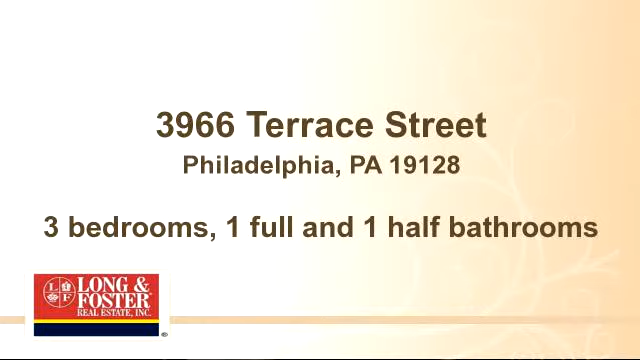 3966 Terrace Street
Philadelphia, PA 19128
3 bedrooms, 1 full and 1 half bathrooms
L F
LONG &
FOSTER
REAL ESTATE, INC.
®